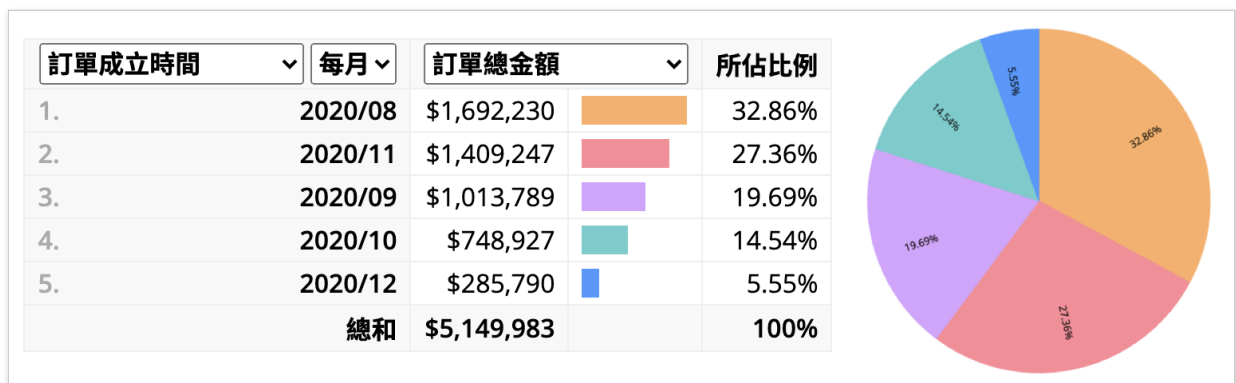 訂單成立時間 每月 訂單總金額 所佔比例
1. 2020/08 $1,692,230 32.86%
2. 2020/11 $1,409,247 27.36%
3. 2020/09 $1,013,789 19.69%
4. 2020/10 $748,927 14.54%
5. 2020/12 $285,790 5.55%
總和 $5,149,983 100%
5.55%
14.54%
32.86%
19.69%
27.36%